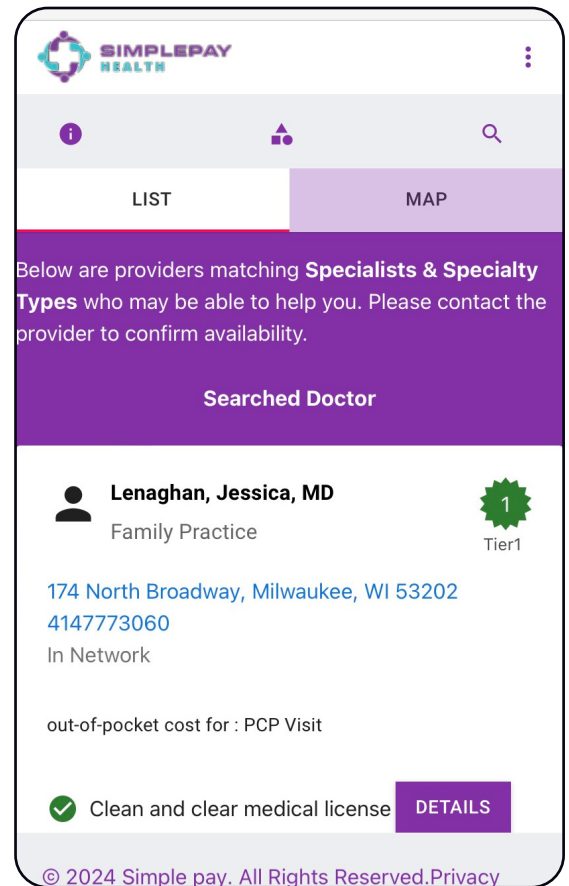 SIMPLEPAY
HEALTH
LIST
MAP
Below are providers matching Specialists & Specialty
Types who may be able to help you. Please contact the
provider to confirm availability.
Searched Doctor
Lenaghan, Jessica, MD
Family Practice
1
Tier1
174 North Broadway, Milwaukee, WI 53202
4147773060
In Network
out-of-pocket cost for : PCP Visit
Clean and clear medical license
DETAILS
© 2024 Simple pay. All Rights Reserved.Privacy